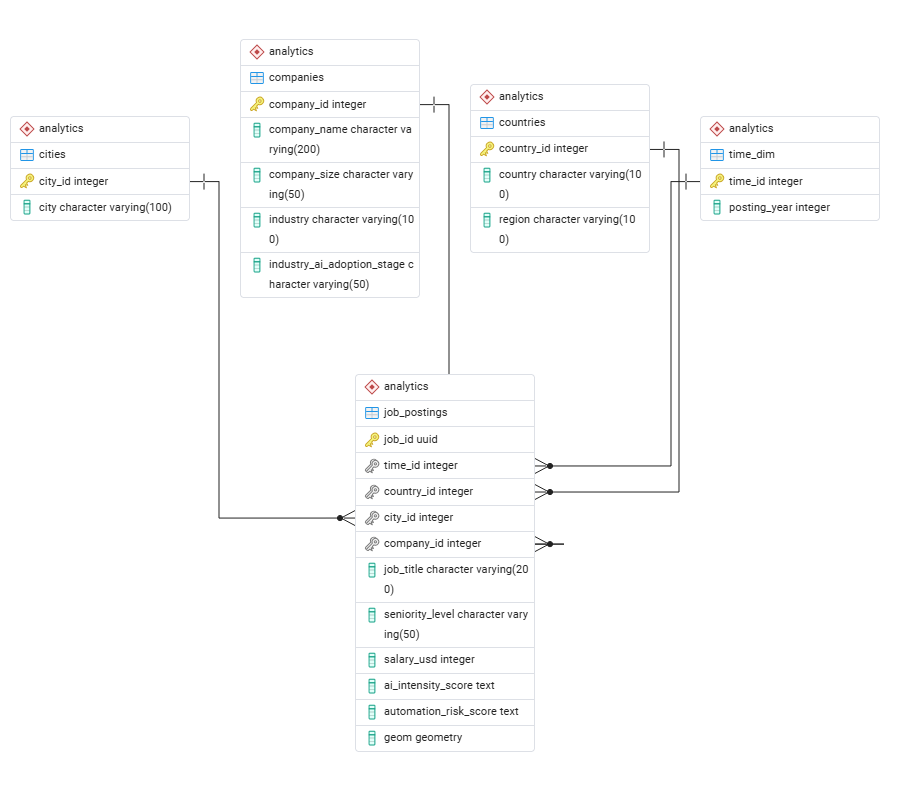 analytics
cities
city_id integer
city character varying(100)
analytics
companies
company_id integer
company_name character va
rying(200)
company_size character vary
ing(50)
industry character varying(10
0)
industry_ai_adoption_stage c
haracter varying(50)
analytics
countries
country_id integer
country character varying(10
0)
region character varying(10
0)
analytics
time_dim
time_id integer
posting_year integer
analytics
job_postings
job_id uuid
time_id integer
country_id integer
city_id integer
company_id integer
job_title character varying(20
0)
seniority_level character vary
ing(50)
salary_usd integer
ai_intensity_score text
automation_risk_score text
geom geometry